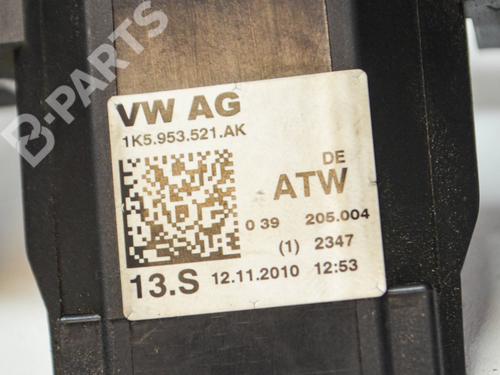 B-PARTS
VW AG
1K5.953.521.AK
DE
ATW
0 39 205.004
(1) 2347
13.S 12.11.2010 12:53